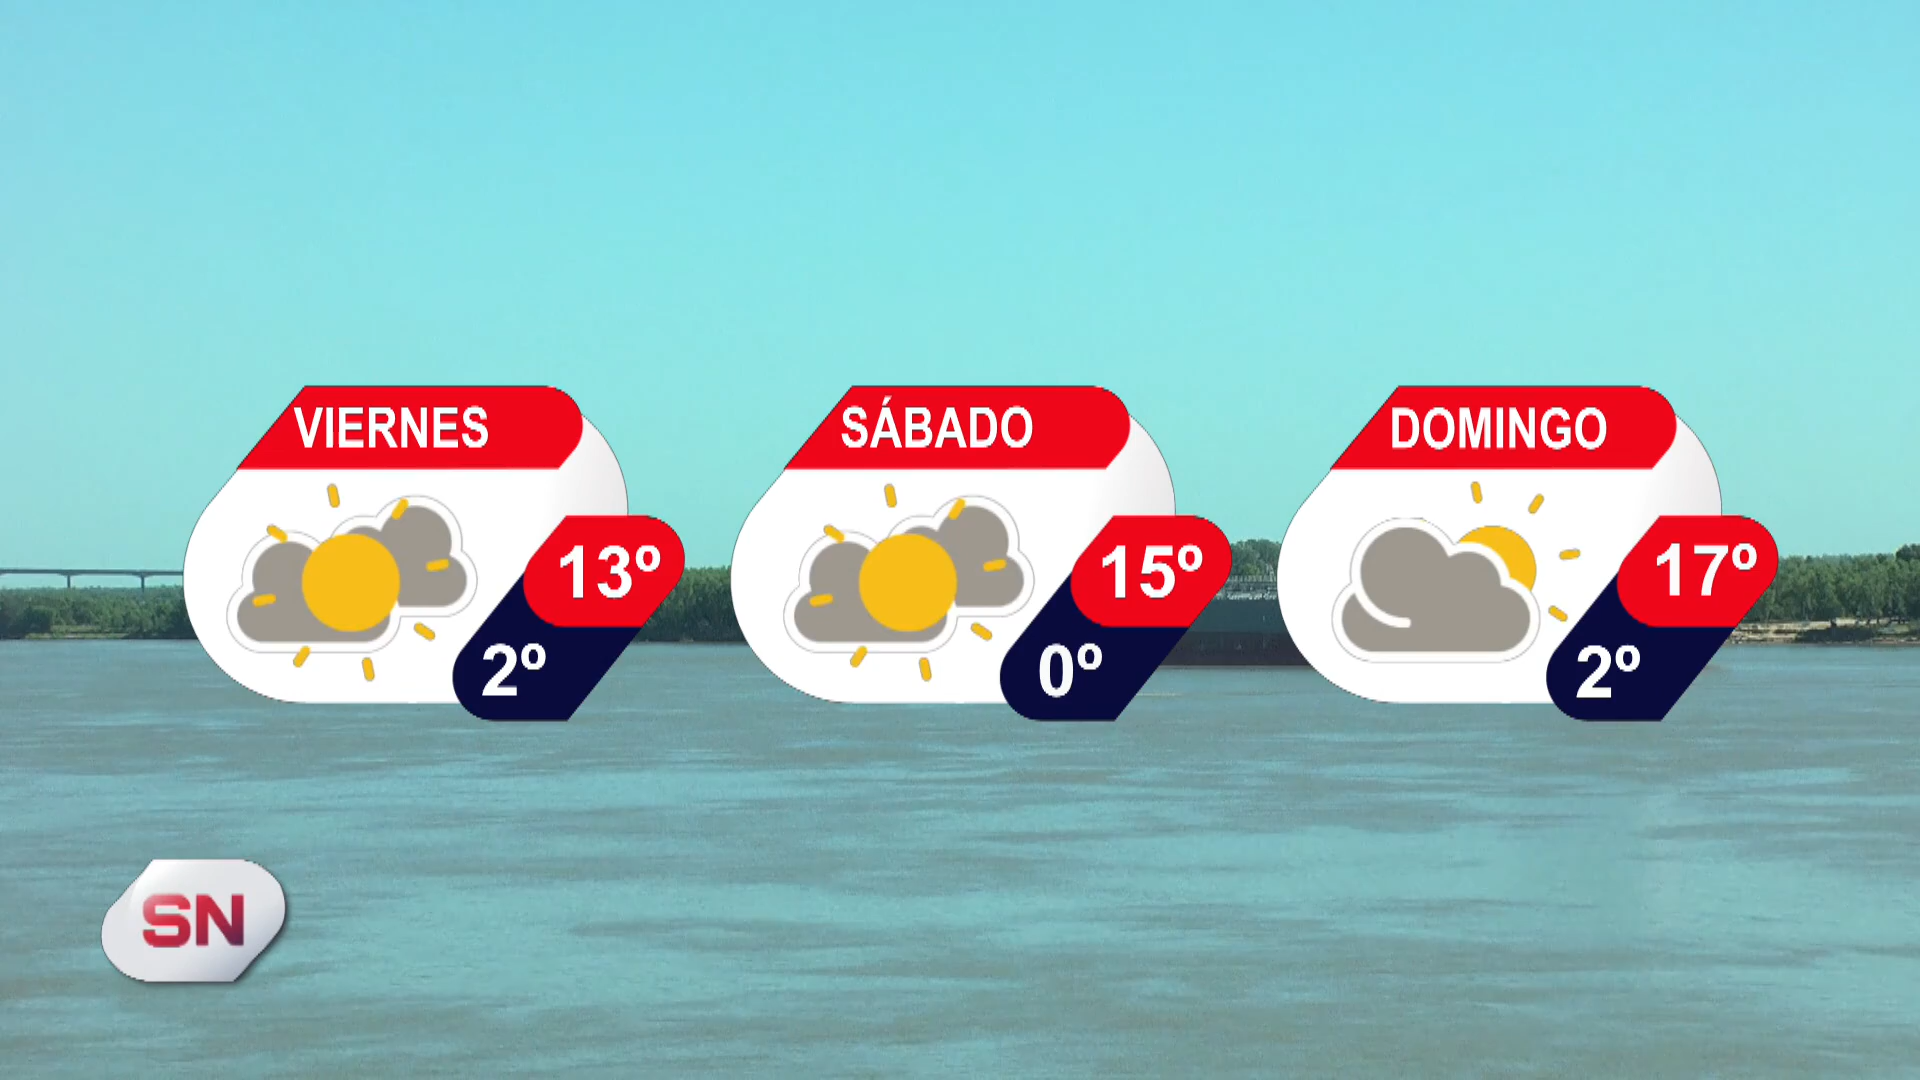 VIERNES
13º
2º
SÁBADO
15º
0º
DOMINGO
17º
2º
SN